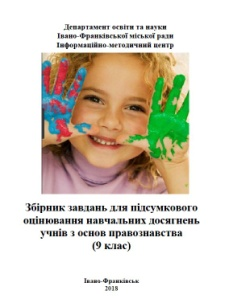 Департамент освіти та науки
Івано-Франківської міської ради
Інформаційно-методичний центр
Збірник завдань для підсумкового
оцінювання навчальних досягнень
учнів з основ правознавства
(9 клас)
Івано-Франківськ
2018